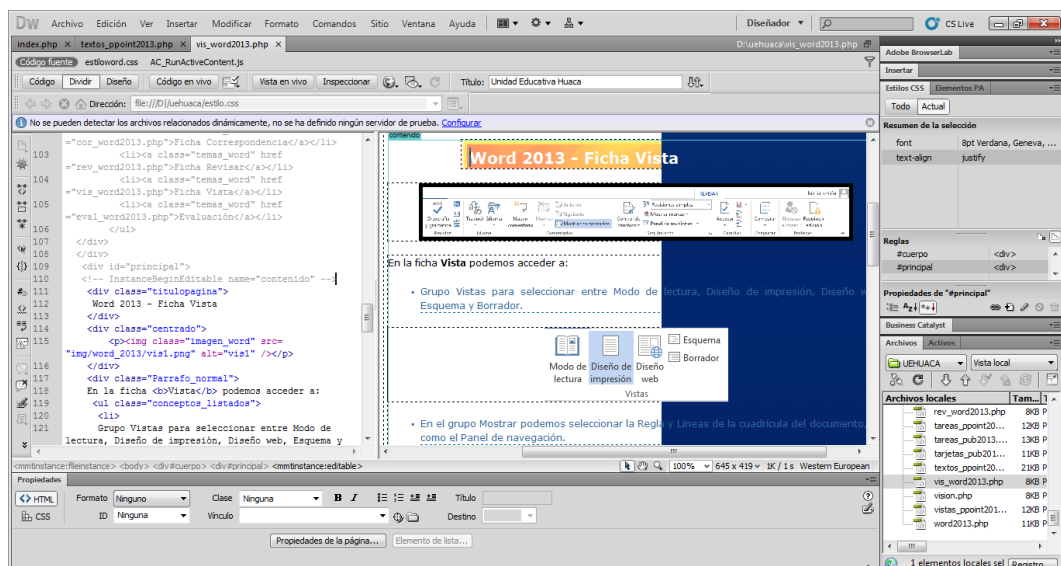 DW Archivo Edición Ver Insertar Modificar Formato Comandos Sitio Ventana Ayuda Diseñador CS Live
index.php × textos_ppoint2013.php × vis_word2013.php × D:\uehuaca\vis_word2013.php
Código fuente estiloword.css AC_RunActiveContent.js
Código Dividir Diseño Código en vivo Vista en vivo Inspeccionar Título: Unidad Educativa Huaca
Dirección: file:///D|/uehuaca/estilo.css
No se pueden detectar los archivos relacionados dinámicamente, no se ha definido ningún servidor de prueba. Configurar
="cor_word2013.php">Ficha Correspondencia</a></li>
103 <li><a class="temas_word" href
="rev_word2013.php">Ficha Revisar</a></li>
104 <li><a class="temas_word" href
="vis_word2013.php">Ficha Vista</a></li>
105 <li><a class="temas_word" href
="eval_word2013.php">Evaluación</a></li>
106 </ul>
107 </div>
108 </div>
109 <div id="principal">
110 <!-- InstanceBeginEditable name="contenido" -->
111 <div class="titulopagina">
112 Word 2013 - Ficha Vista
113 </div>
114 <div class="centrado">
115 <p><img class="imagen_word" src=
"img/word_2013/vis1.png" alt="vis1" /></p>
116 </div>
117 <div class="Parrafo_normal">
118 En la ficha <b>Vista</b> podemos acceder a:
119 <ul class="conceptos_listados">
120 <li>
121 Grupo Vistas para seleccionar entre Modo de
lectura, Diseño de impresión, Diseño web, Esquema y
contenido
Word 2013 - Ficha Vista
En la ficha Vista podemos acceder a:
• Grupo Vistas para seleccionar entre Modo de lectura, Diseño de impresión, Diseño w
Esquema y Borrador.
Modo de lectura
Diseño de impresión
Diseño web
Esquema
Borrador
Vistas
• En el grupo Mostrar podemos seleccionar la Regla y Líneas de la cuadrícula del documento,
como el Panel de navegación.
<mmtinstance:fileinstance> <body> <div#cuerpo> <div#principal> <mmtinstance:editable> 100% 645 x 419 1K / 1 s Western European
Propiedades
<> HTML Formato Ninguno Clase Ninguna B I Título
CSS ID Ninguna Vínculo Destino
Propiedades de la página... Elemento de lista...
Adobe BrowserLab
Insertar
Estilos CSS Elementos PA
Todo Actual
Resumen de la selección
font 8pt Verdana, Geneva, ...
text-align justify
Reglas
#cuerpo <div>
#principal <div>
Propiedades de "#principal"
Business Catalyst
Archivos Activos
UEHUACA Vista local
Archivos locales Tam...
rev_word2013.php 8KB P
tareas_ppoint20... 12KB P
tareas_pub2013.... 13KB P
tarjetas_pub201... 11KB P
textos_ppoint20... 21KB P
vis_word2013.php 8KB P
vision.php 8KB P
vistas_ppoint201... 12KB P
word2013.php 11KB P
1 elementos locales sel Registro...